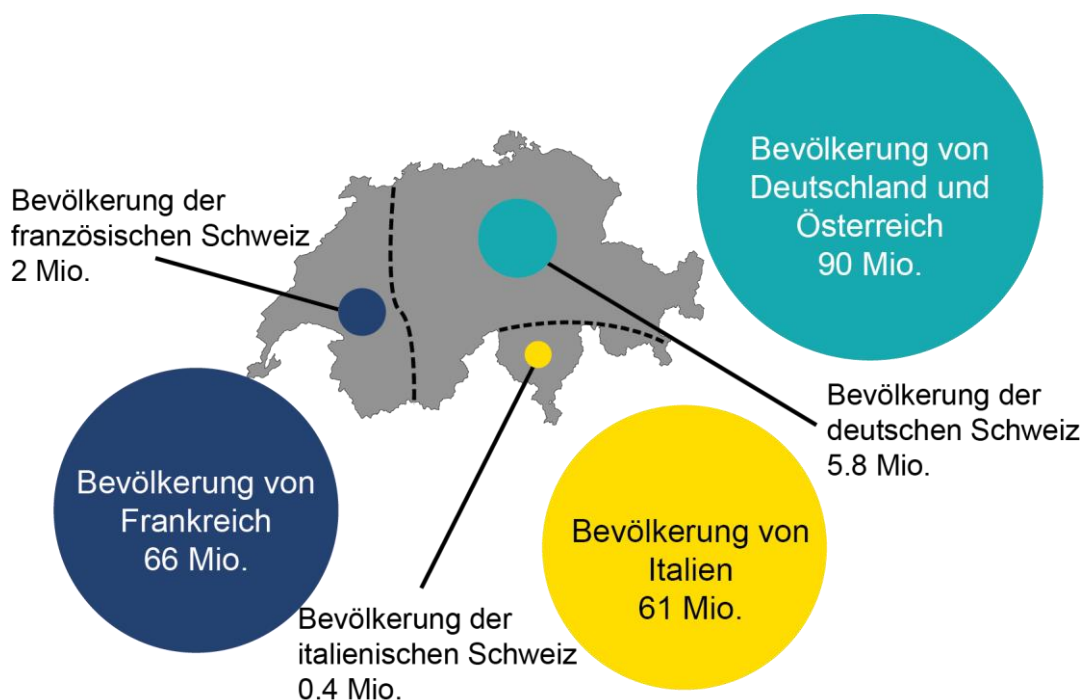 Bevölkerung von
Deutschland und
Österreich
90 Mio.
Bevölkerung der
französischen Schweiz
2 Mio.
Bevölkerung der
deutschen Schweiz
5.8 Mio.
Bevölkerung von
Frankreich
66 Mio.
Bevölkerung von
Italien
61 Mio.
Bevölkerung der
italienischen Schweiz
0.4 Mio.